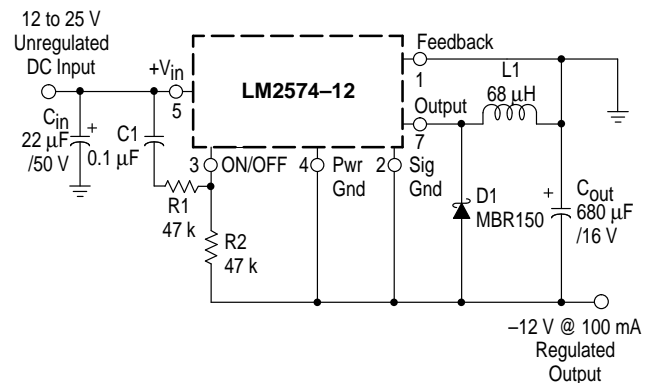 12 to 25 V
Unregulated
DC Input
+Vin
5
Cin
22 µF
/50 V
C1
0.1 µF
R1
47 k
R2
47 k
LM2574–12
3
ON/OFF
4
Pwr
Gnd
2
Sig
Gnd
Feedback
1
Output
7
L1
68 µH
D1
MBR150
Cout
680 µF
/16 V
–12 V @ 100 mA
Regulated
Output
+
+